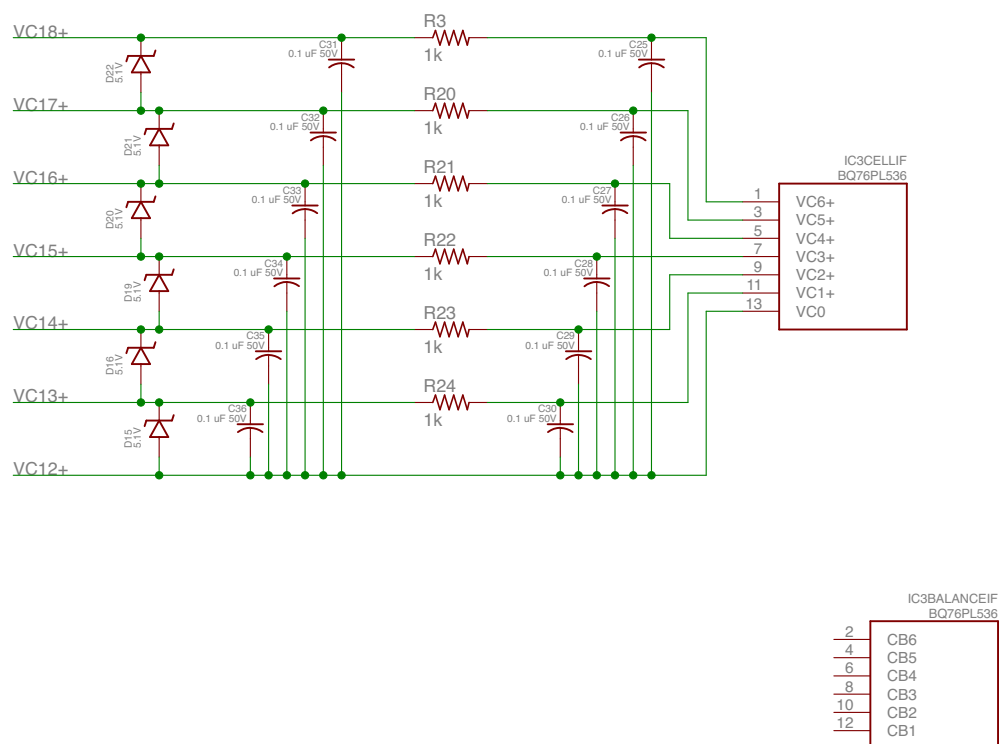 VC18+
R3
1k
C31
0.1 uF 50V
C25
0.1 uF 50V
D22
5.1V
VC17+
R20
1k
C32
0.1 uF 50V
C26
0.1 uF 50V
D21
5.1V
VC16+
R21
1k
C33
0.1 uF 50V
C27
0.1 uF 50V
D20
5.1V
IC3CELLIF
BQ76PL536
1 VC6+
3 VC5+
5 VC4+
7 VC3+
9 VC2+
11 VC1+
13 VC0
VC15+
R22
1k
C34
0.1 uF 50V
C28
0.1 uF 50V
D19
5.1V
VC14+
R23
1k
C35
0.1 uF 50V
C29
0.1 uF 50V
D16
5.1V
VC13+
R24
1k
C36
0.1 uF 50V
C30
0.1 uF 50V
D15
5.1V
VC12+
IC3BALANCEIF
BQ76PL536
2 CB6
4 CB5
6 CB4
8 CB3
10 CB2
12 CB1